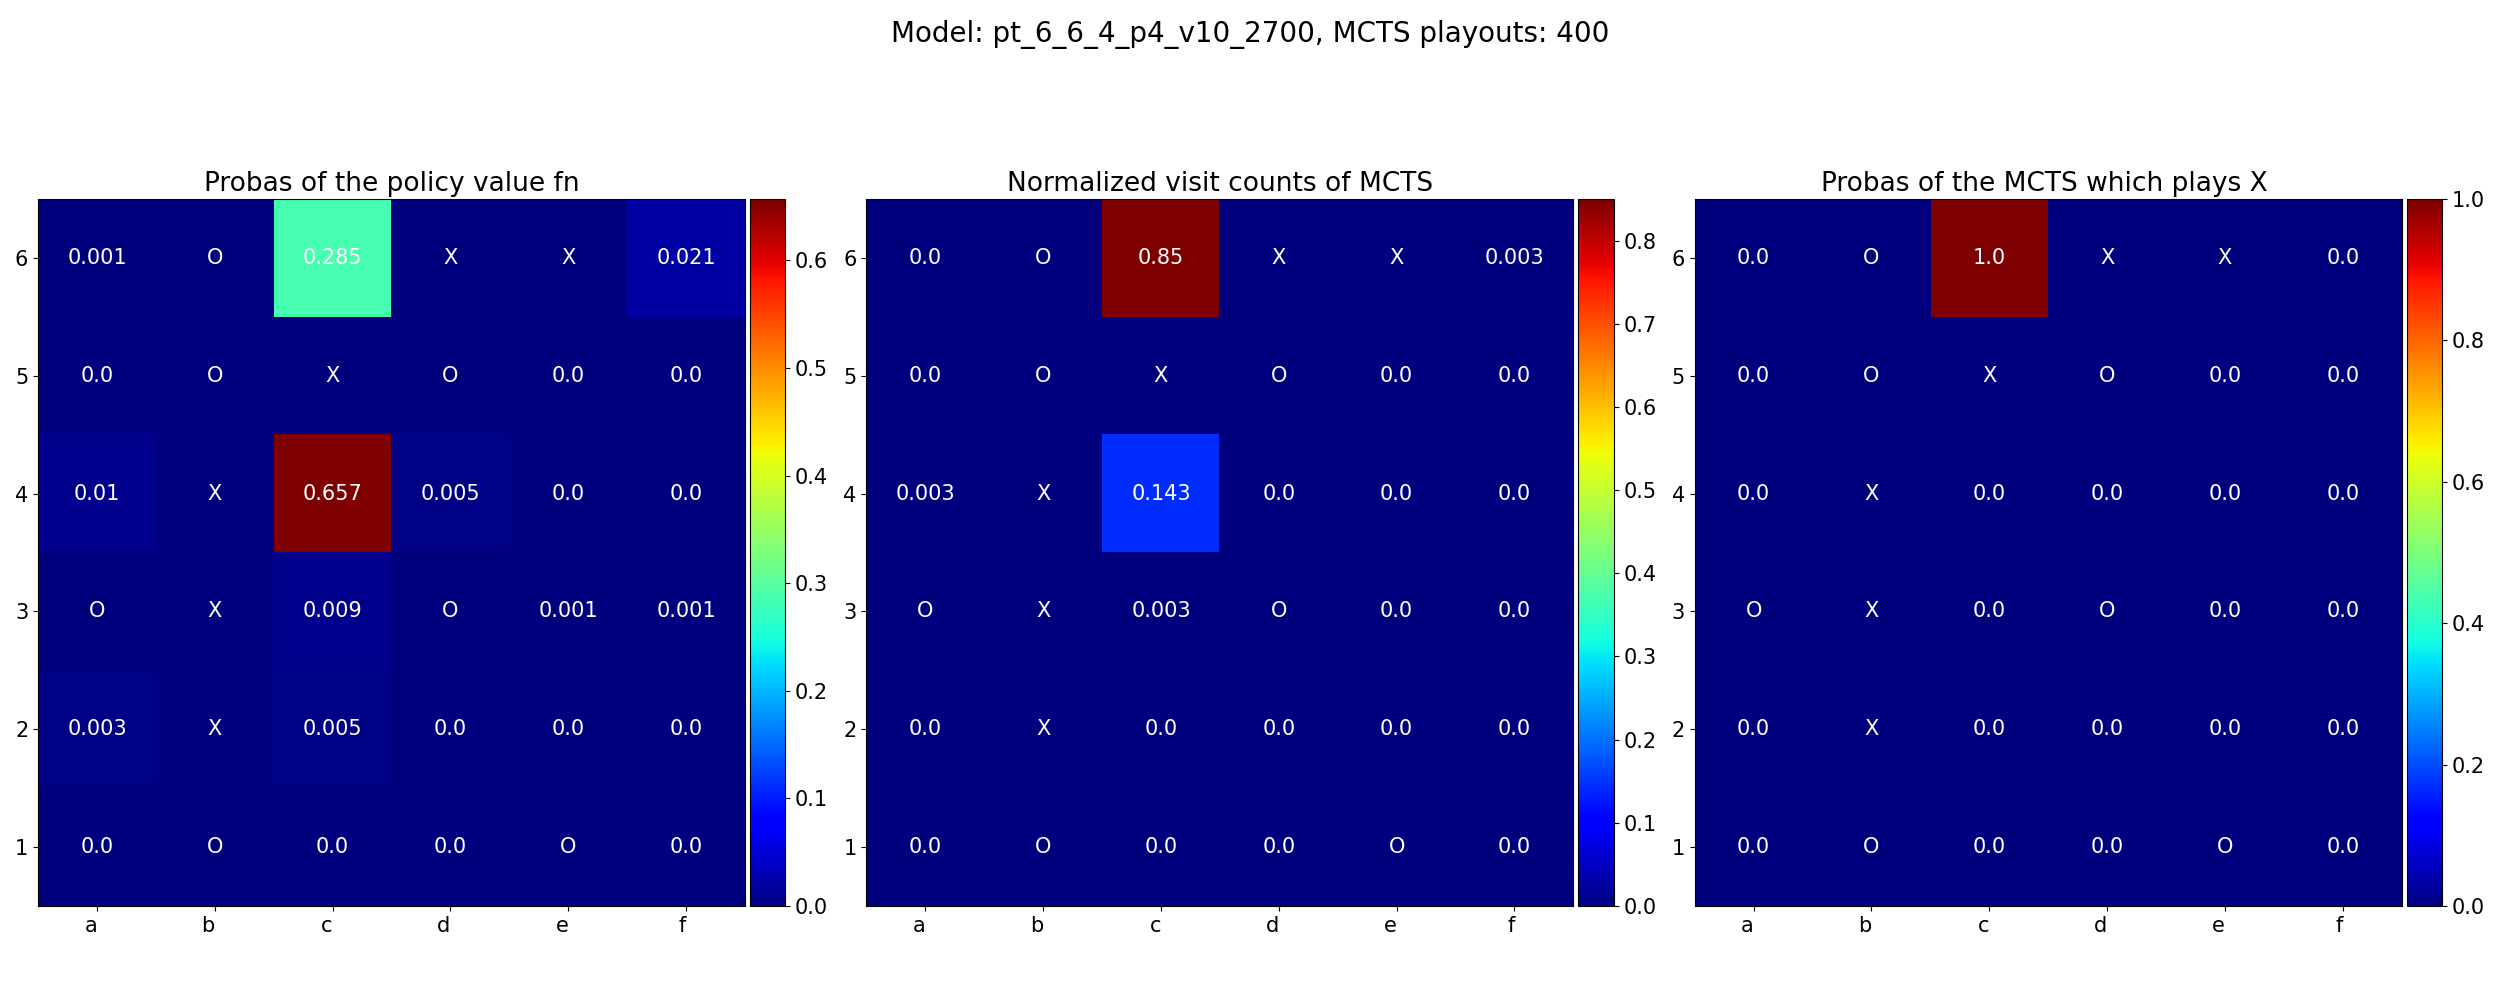 Model: pt_6_6_4_p4_v10_2700, MCTS playouts: 400
Probas of the policy value fn
6 0.001 O 0.285 X X 0.021
5 0.0 O X O 0.0 0.0
4 0.01 X 0.657 0.005 0.0 0.0
3 O X 0.009 O 0.001 0.001
2 0.003 X 0.005 0.0 0.0 0.0
1 0.0 O 0.0 0.0 O 0.0
a b c d e f
0.6
0.5
0.4
0.3
0.2
0.1
0.0
Normalized visit counts of MCTS
6 0.0 O 0.85 X X 0.003
5 0.0 O X O 0.0 0.0
4 0.003 X 0.143 0.0 0.0 0.0
3 O X 0.003 O 0.0 0.0
2 0.0 X 0.0 0.0 0.0 0.0
1 0.0 O 0.0 0.0 O 0.0
a b c d e f
0.8
0.7
0.6
0.5
0.4
0.3
0.2
0.1
0.0
Probas of the MCTS which plays X
6 0.0 O 1.0 X X 0.0
5 0.0 O X O 0.0 0.0
4 0.0 X 0.0 0.0 0.0 0.0
3 O X 0.0 O 0.0 0.0
2 0.0 X 0.0 0.0 0.0 0.0
1 0.0 O 0.0 0.0 O 0.0
a b c d e f
1.0
0.8
0.6
0.4
0.2
0.0